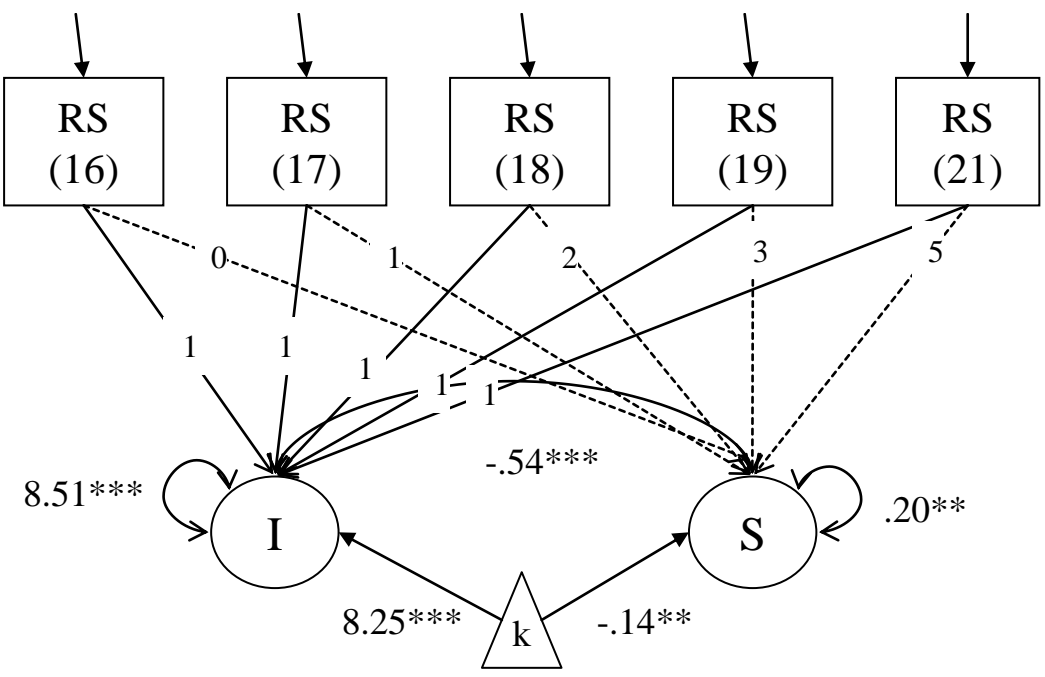 RS
(16)
RS
(17)
RS
(18)
RS
(19)
RS
(21)
0
1
2
3
5
1
1
1
1
1
-.54***
8.51***
I
S
.20**
8.25***
k
-.14**